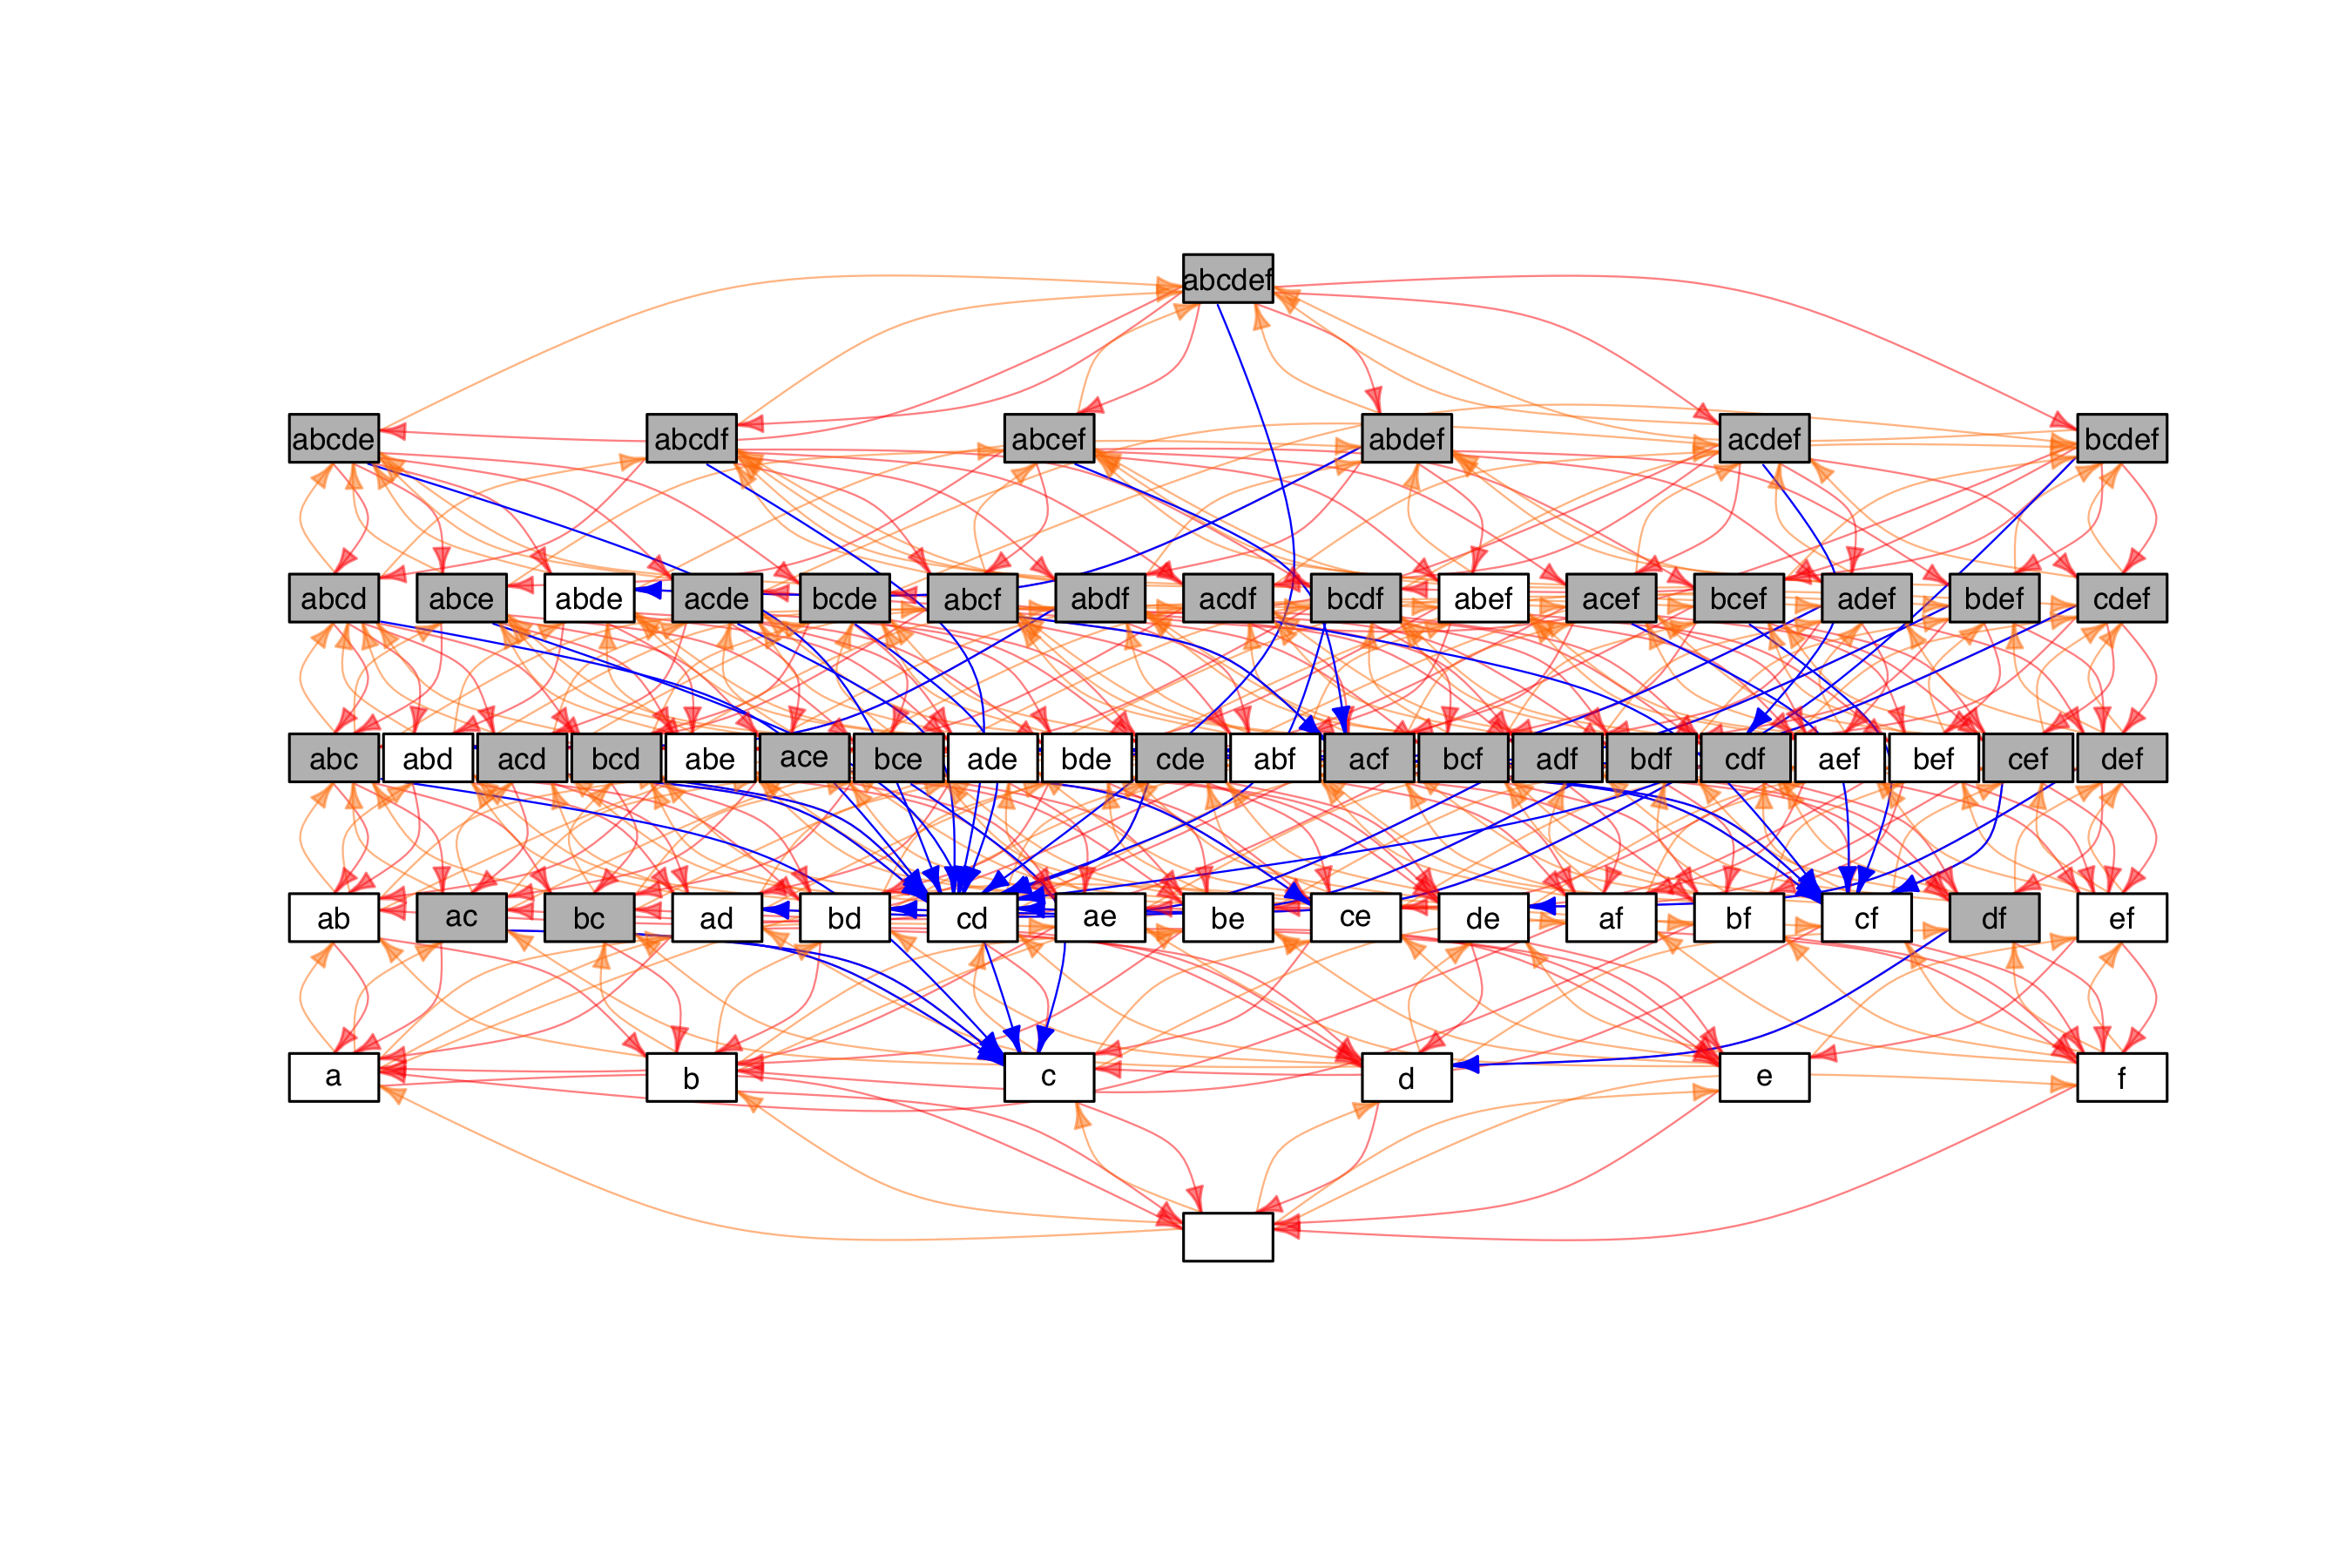 abcdef
abcde abcdf abcef abdef acdef bcdef
abcd abce abde acde bcde abcf abdf acdf bcdf abef acef bcef adef bdef cdef
abc abd acd bcd abe ace bce ade bde cde abf acf bcf adf bdf cdf aef bef cef def
ab ac bc ad bd cd ae be ce de af bf cf df ef
a b c d e f